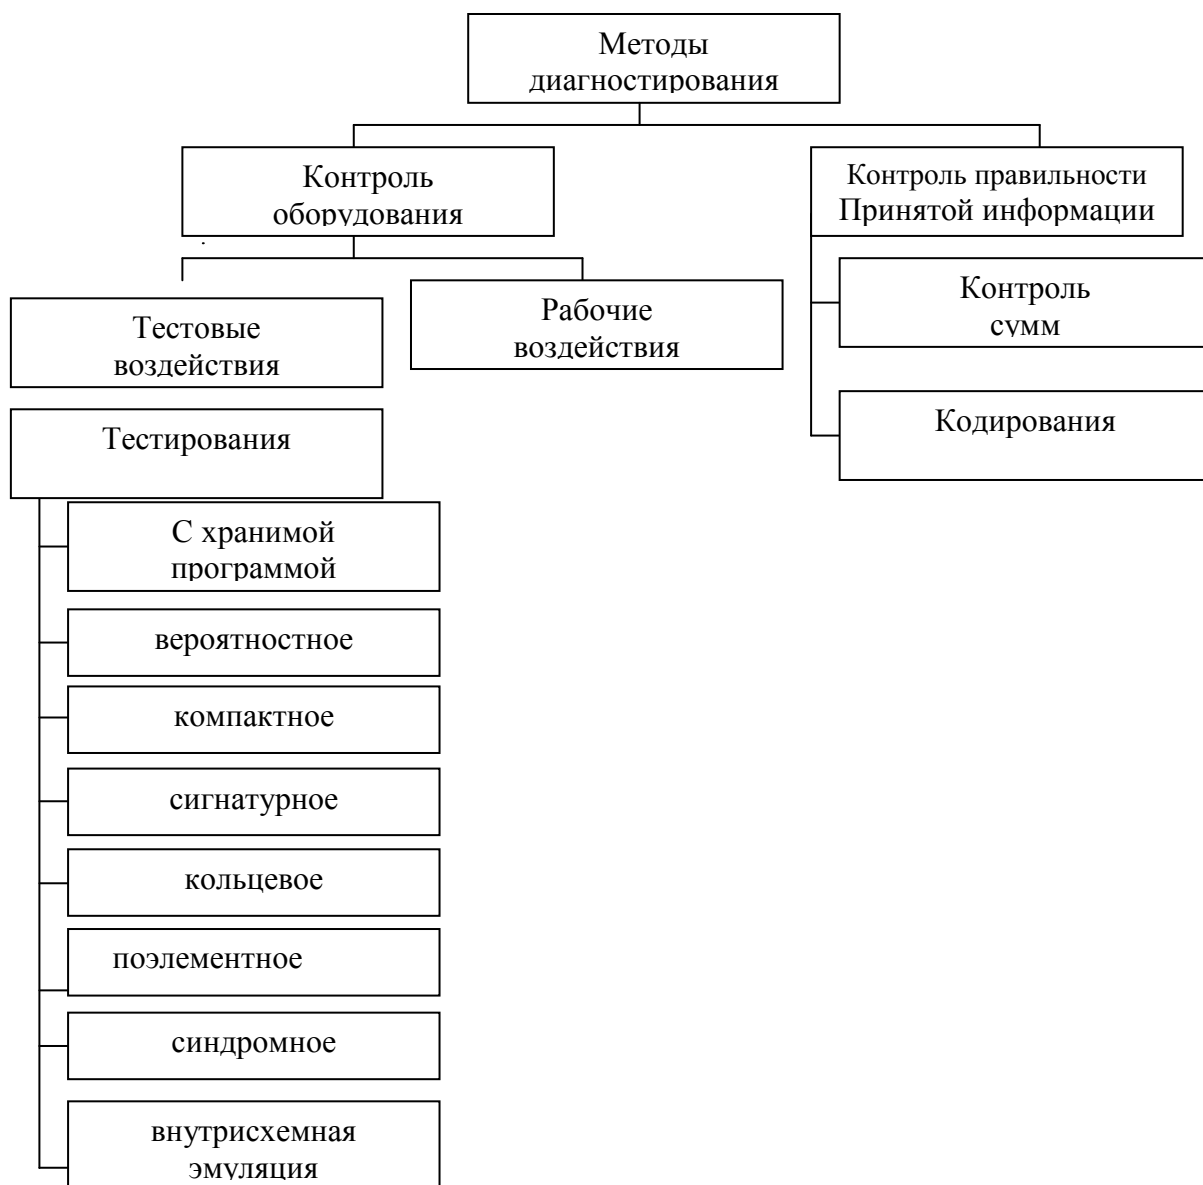 Методы
диагностирования
Контроль
оборудования
Контроль правильности
Принятой информации
Тестовые
воздействия
Рабочие
воздействия
Контроль
сумм
Тестирования
Кодирования
С хранимой
программой
вероятностное
компактное
сигнатурное
кольцевое
поэлементное
синдромное
внутрисхемная
эмуляция